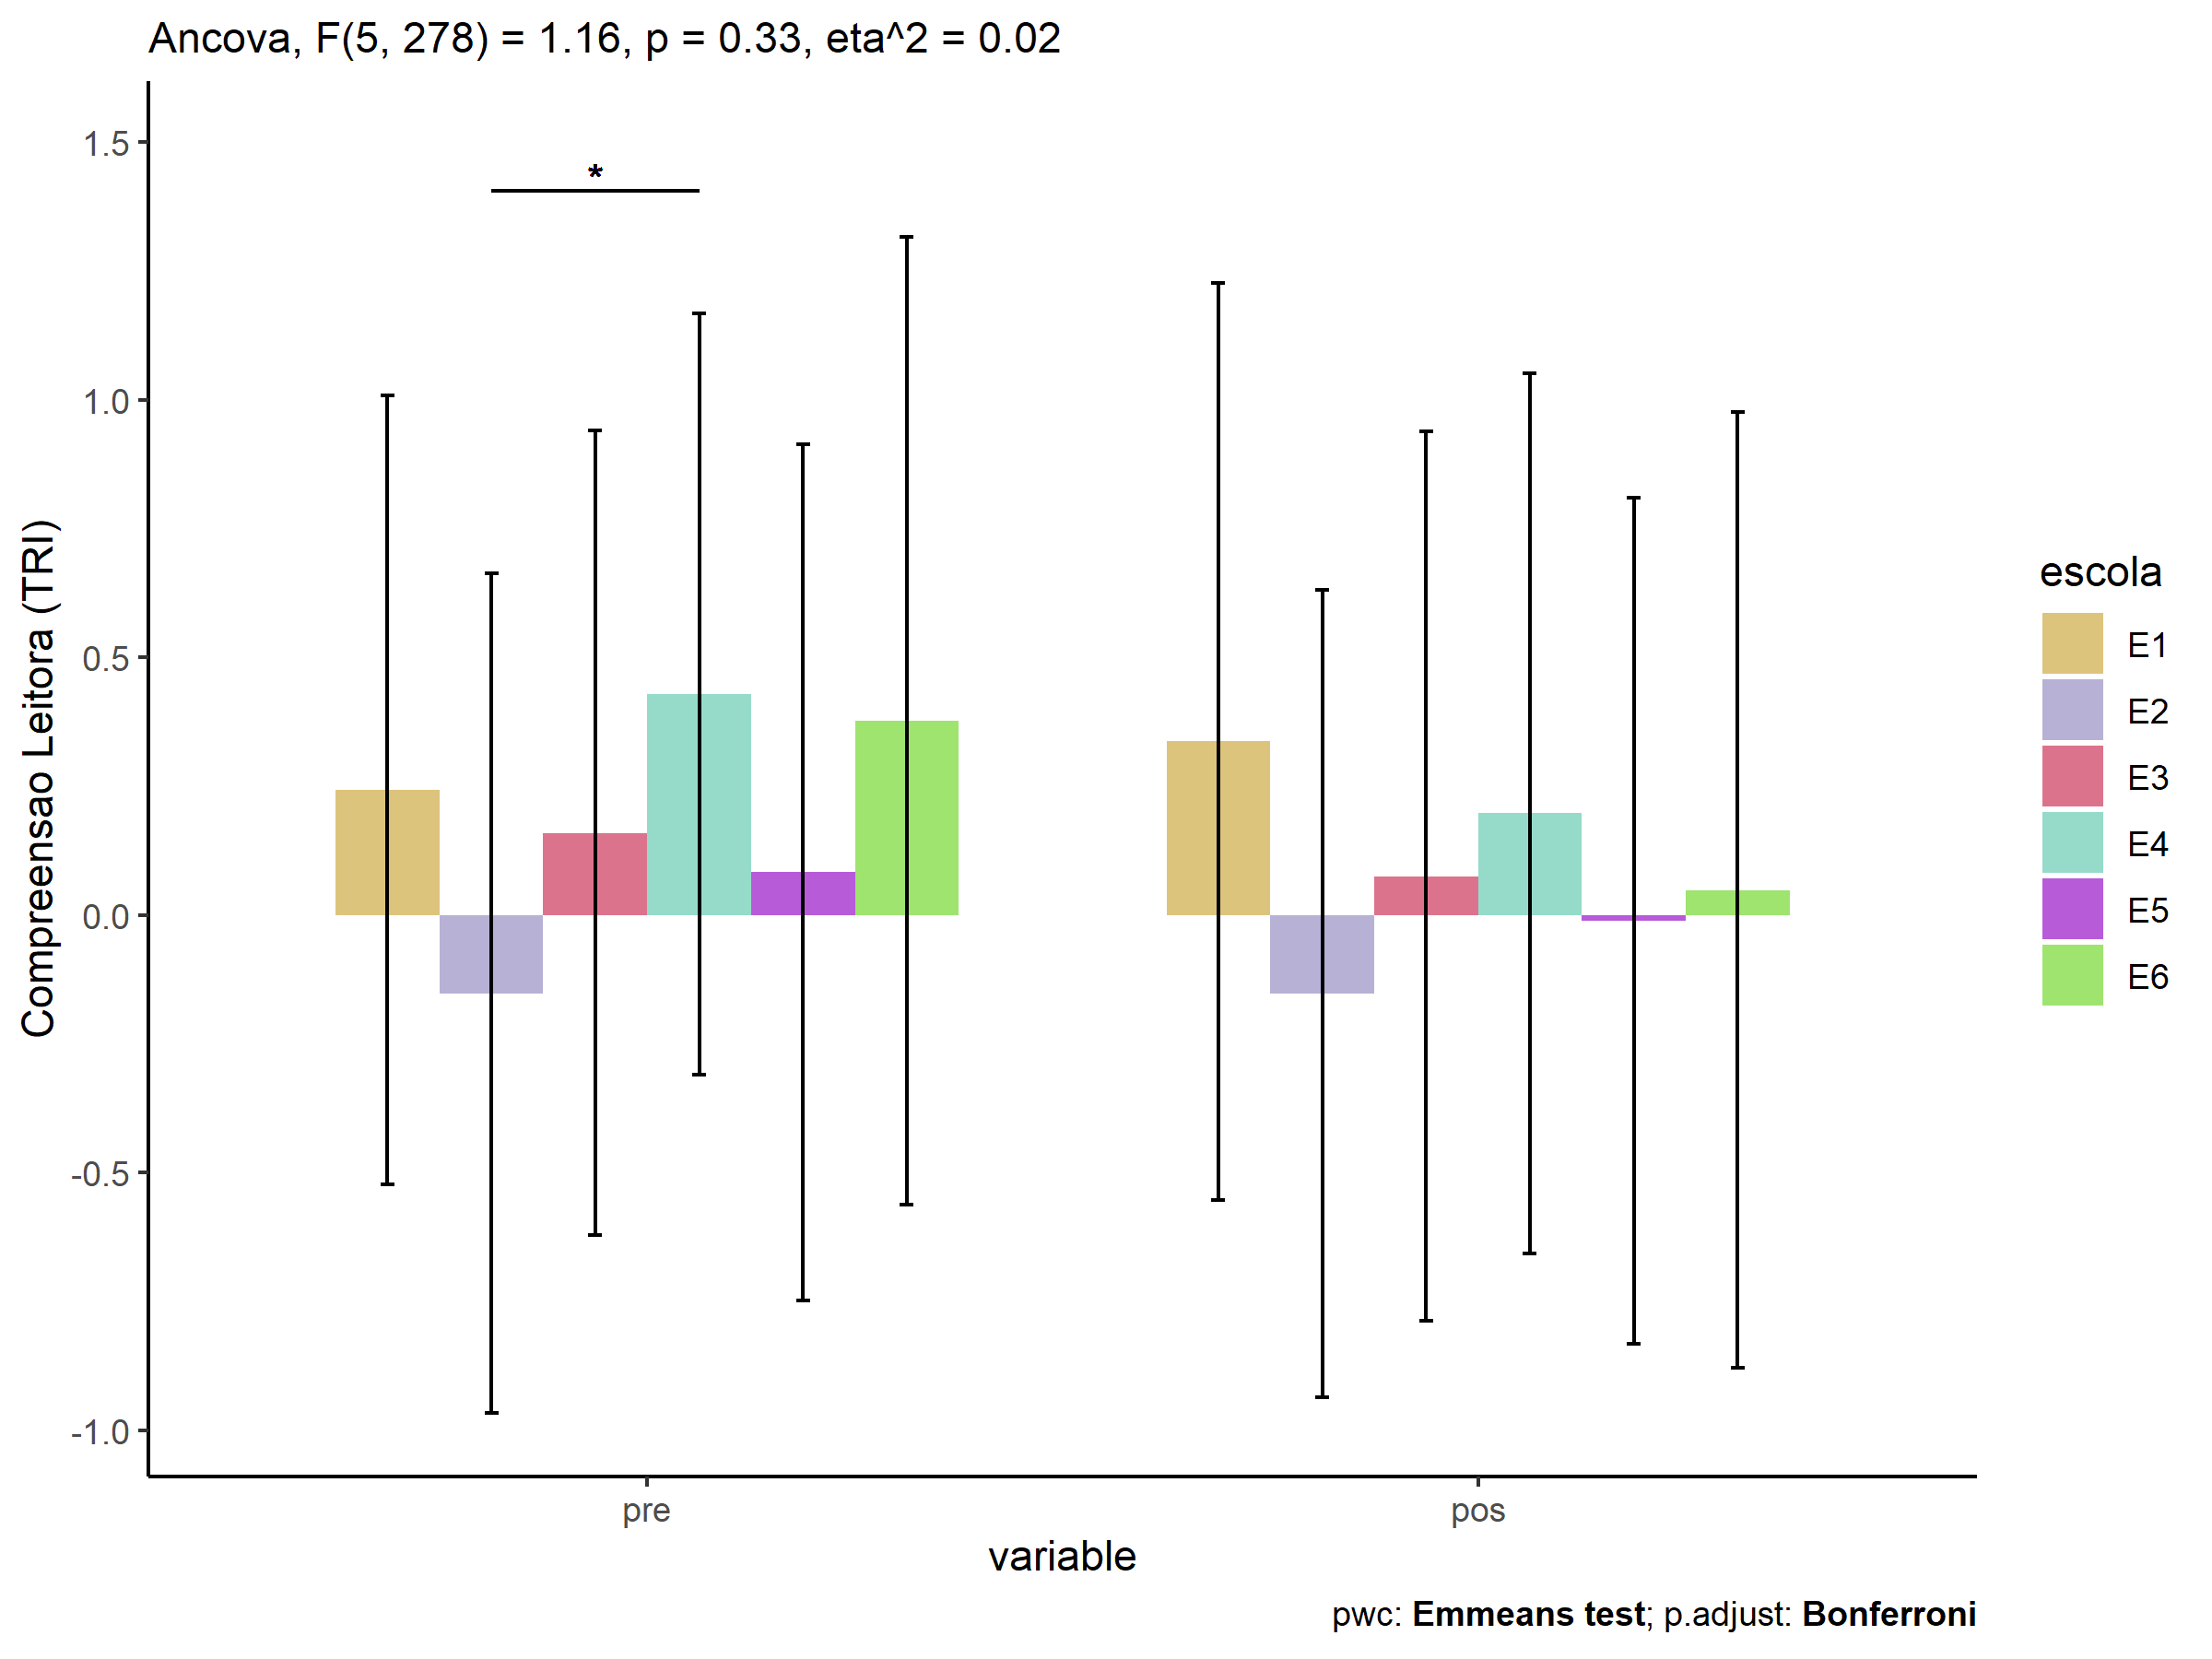 Ancova, F(5, 278) = 1.16, p = 0.33, eta^2 = 0.02
Compreensao Leitora (TRI)
1.5
1.0
0.5
0.0
-0.5
-1.0
*
pre
pos
variable
escola
E1
E2
E3
E4
E5
E6
pwc: Emmeans test; p.adjust: Bonferroni